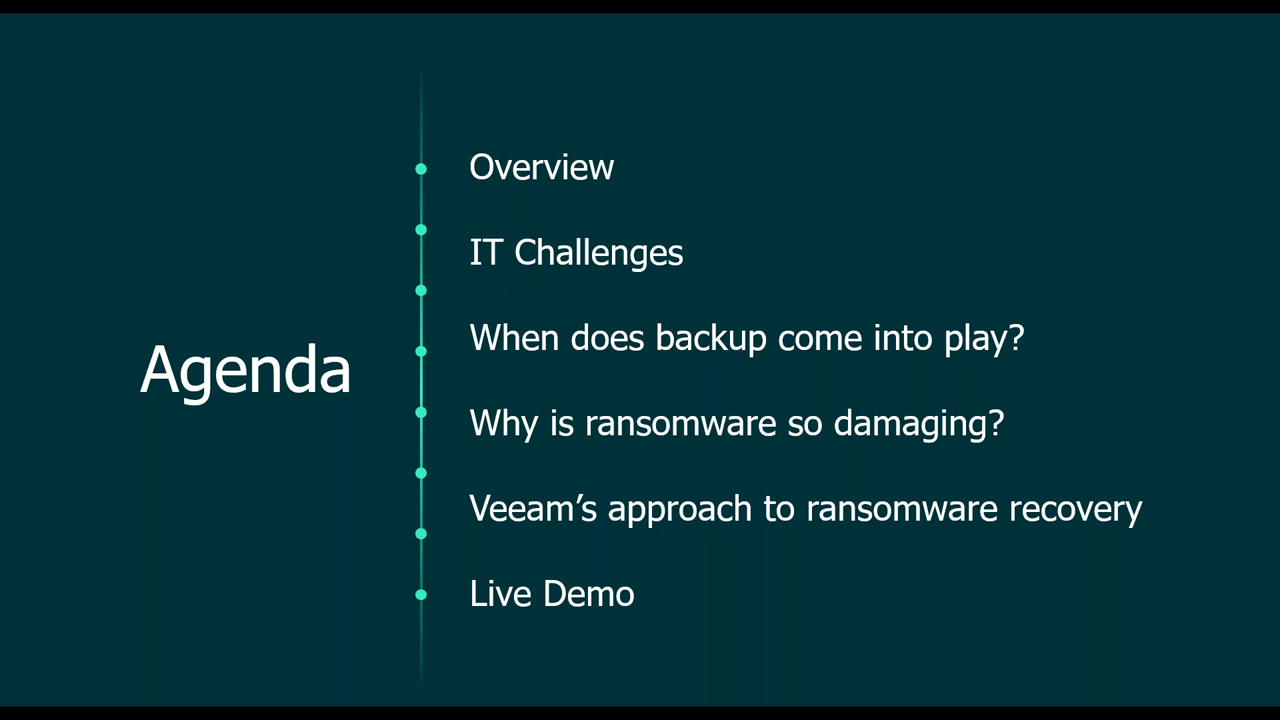 Agenda
Overview
IT Challenges
When does backup come into play?
Why is ransomware so damaging?
Veeam’s approach to ransomware recovery
Live Demo